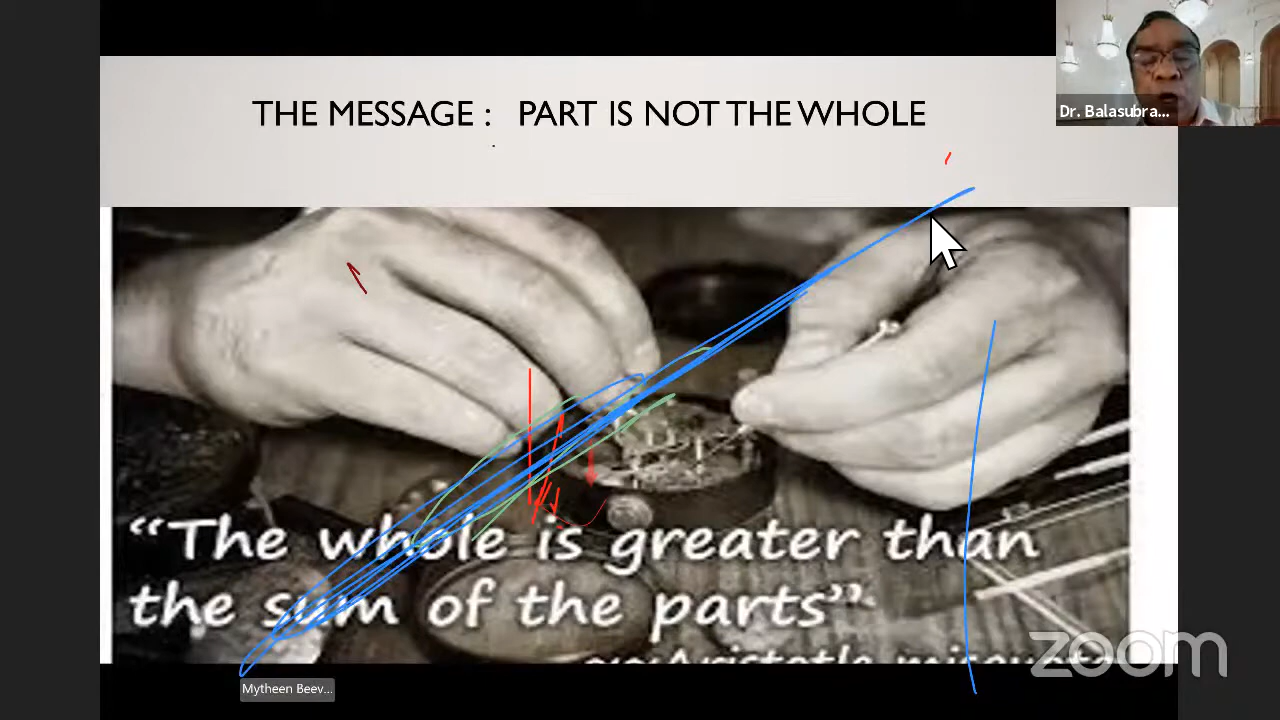 THE MESSAGE : PART IS NOT THE WHOLE
Dr. Balasubra...
“The whole is greater than
the sum of the parts”
Aristotle
zoom
Mytheen Beev...